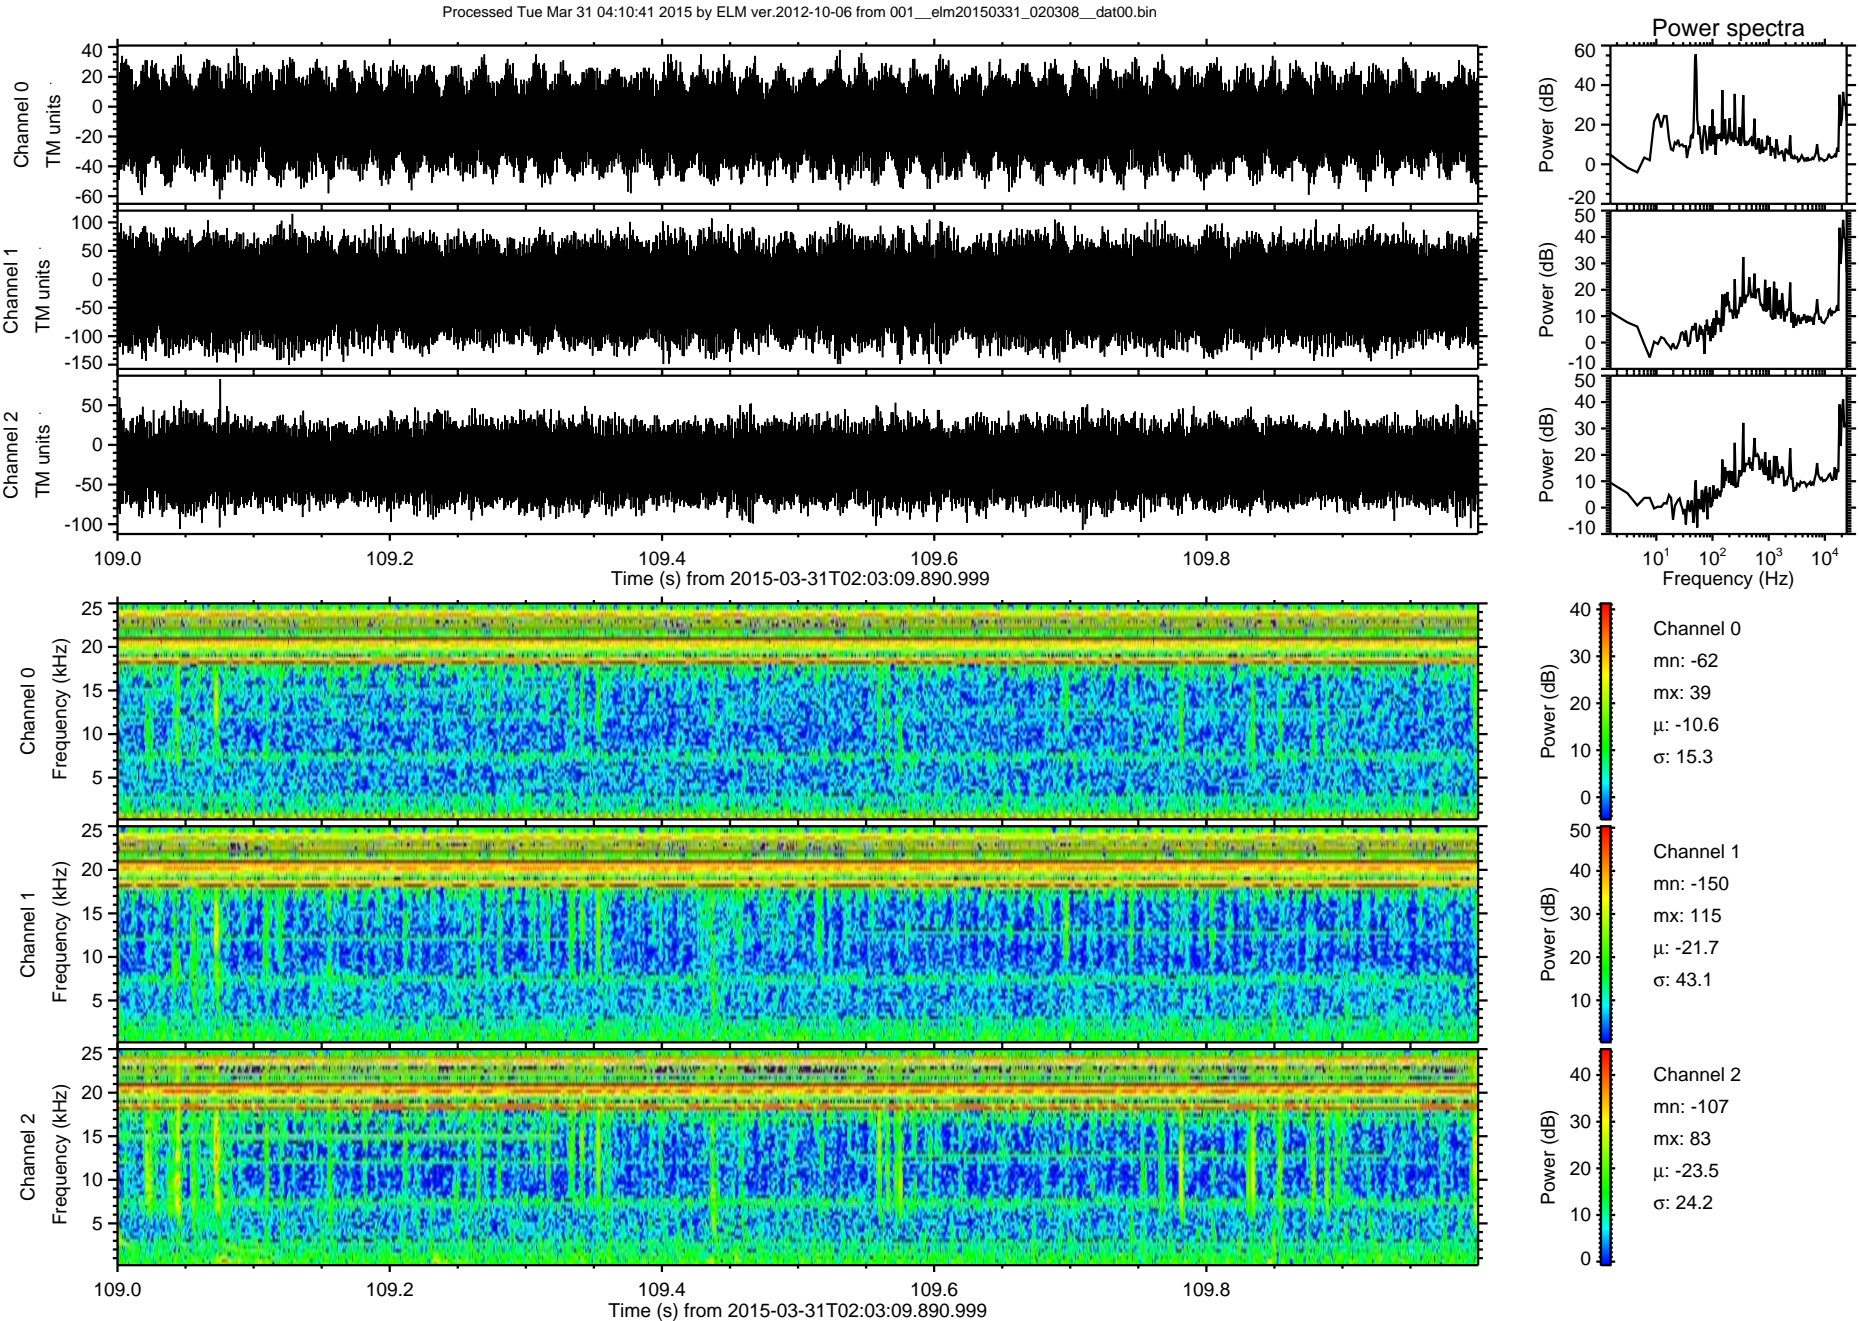 Processed Tue Mar 31 04:10:41 2015 by ELM ver.2012-10-06 from 001__elm20150331_020308__dat00.bin
Power spectra
Channel 0
TM units
40
20
0
-20
-40
-60
Power (dB)
60
40
20
0
-20
Channel 1
TM units
100
50
0
-50
-100
-150
Power (dB)
50
40
30
20
10
0
-10
Channel 2
TM units
50
0
-50
-100
Power (dB)
50
40
30
20
10
0
-10
109.0 109.2 109.4 109.6 109.8
Time (s) from 2015-03-31T02:03:09.890.999
10^1 10^2 10^3 10^4
Frequency (Hz)
Channel 0
Frequency (kHz)
25
20
15
10
5
Power (dB)
40
30
20
10
0
Channel 0
mn: -62
mx: 39
μ: -10.6
σ: 15.3
Channel 1
Frequency (kHz)
25
20
15
10
5
Power (dB)
50
40
30
20
10
Channel 1
mn: -150
mx: 115
μ: -21.7
σ: 43.1
Channel 2
Frequency (kHz)
25
20
15
10
5
Power (dB)
40
30
20
10
0
Channel 2
mn: -107
mx: 83
μ: -23.5
σ: 24.2
109.0 109.2 109.4 109.6 109.8
Time (s) from 2015-03-31T02:03:09.890.999